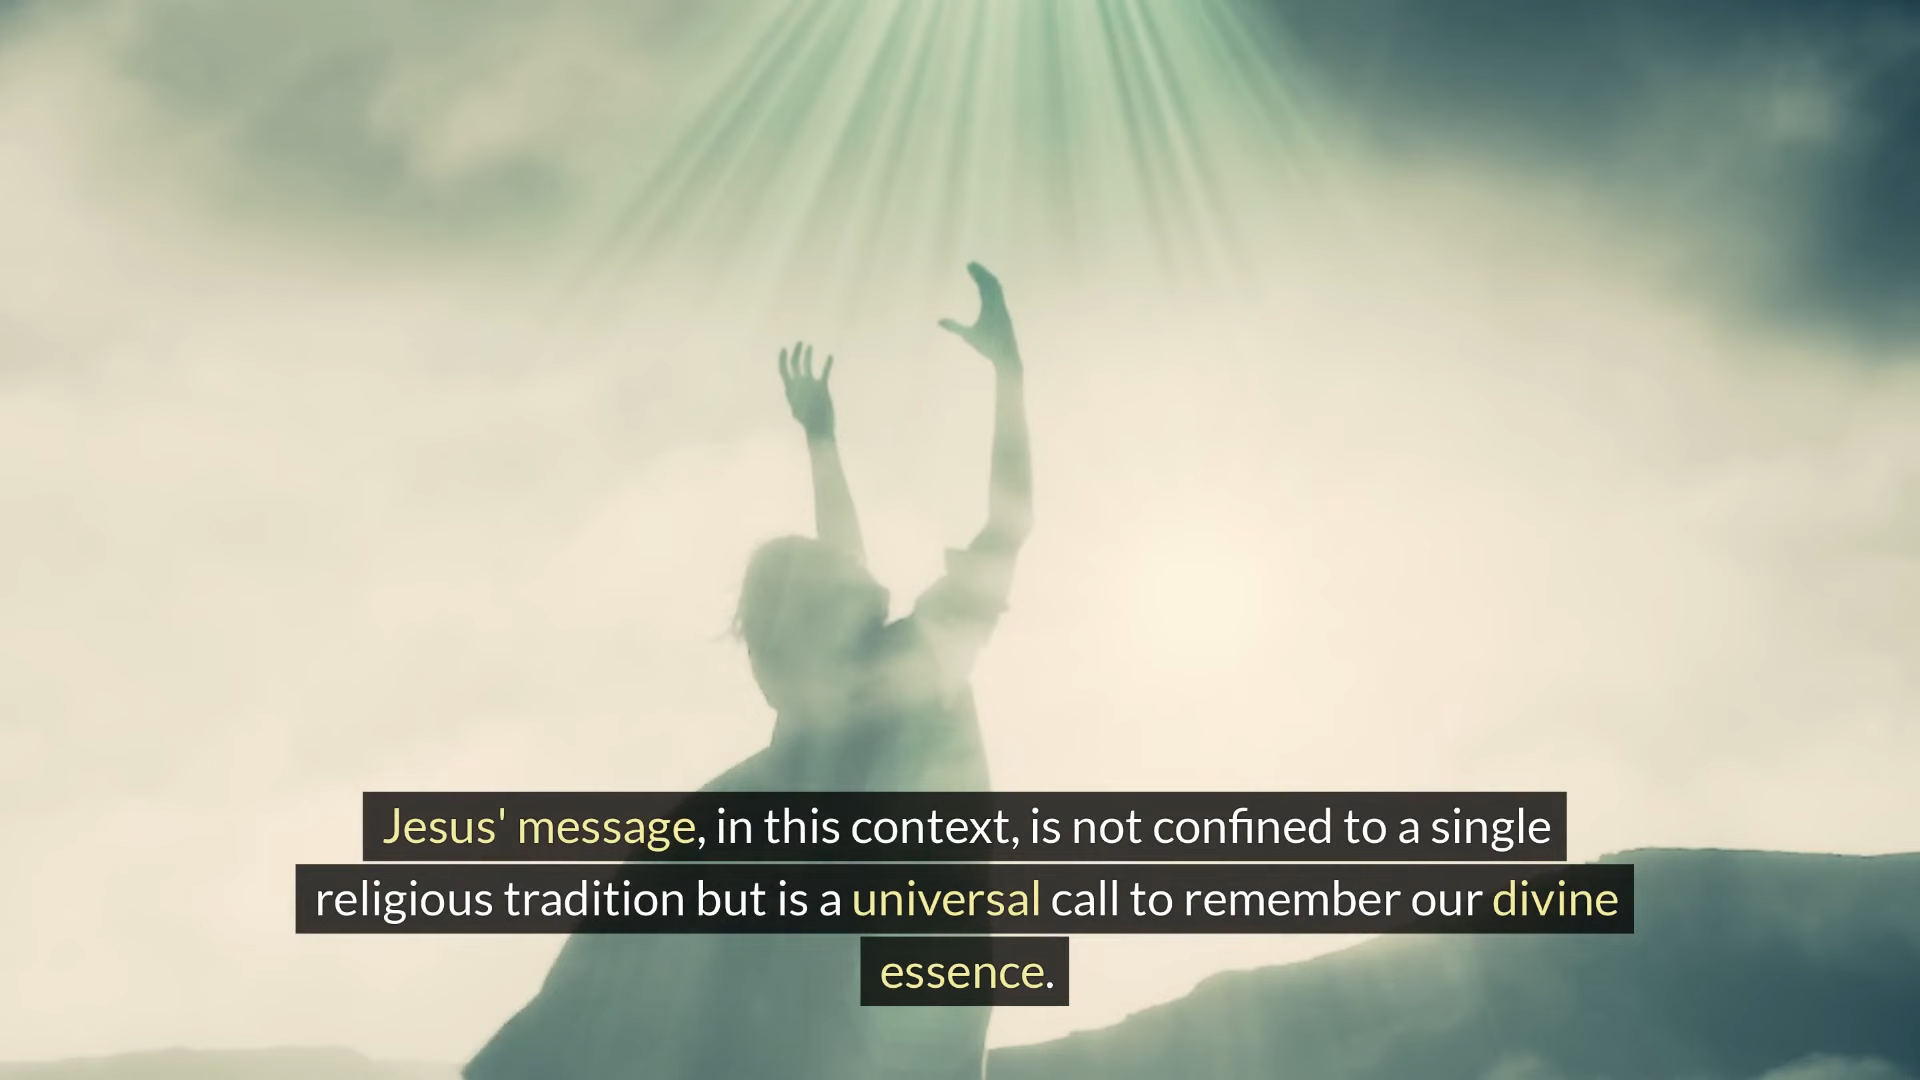 Jesus' message, in this context, is not confined to a single
religious tradition but is a universal call to remember our divine
essence.